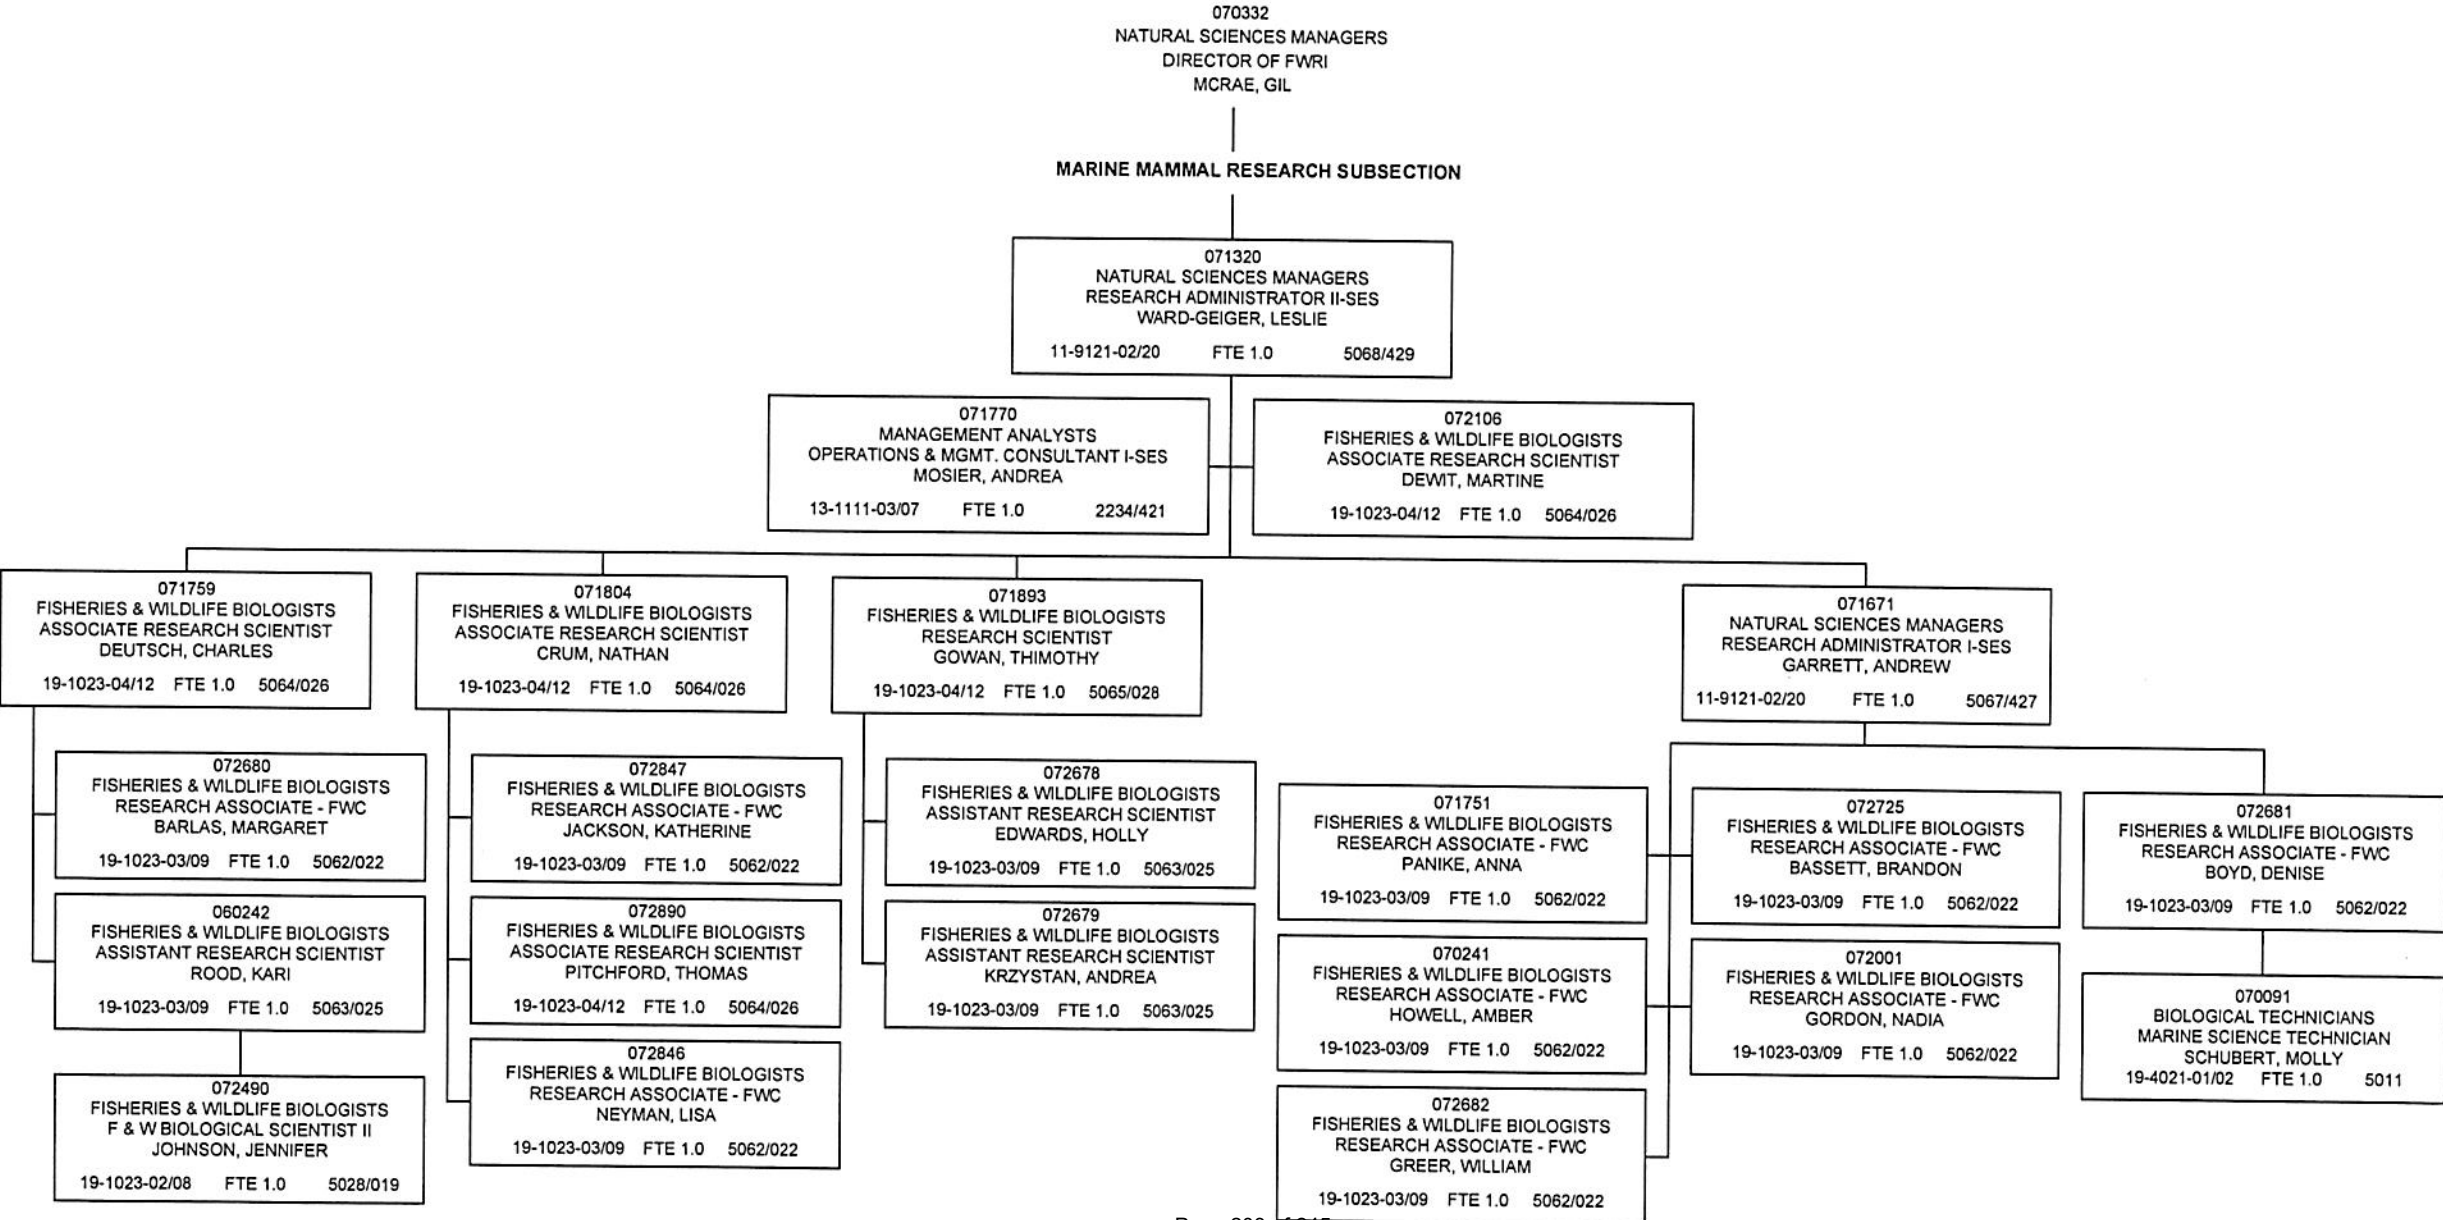 070332
NATURAL SCIENCES MANAGERS
DIRECTOR OF FWRI
MCRAE, GIL
MARINE MAMMAL RESEARCH SUBSECTION
071320
NATURAL SCIENCES MANAGERS
RESEARCH ADMINISTRATOR II-SES
WARD-GEIGER, LESLIE
11-9121-02/20 FTE 1.0 5068/429
071770
MANAGEMENT ANALYSTS
OPERATIONS & MGMT. CONSULTANT I-SES
MOSIER, ANDREA
13-1111-03/07 FTE 1.0 2234/421
072106
FISHERIES & WILDLIFE BIOLOGISTS
ASSOCIATE RESEARCH SCIENTIST
DEWIT, MARTINE
19-1023-04/12 FTE 1.0 5064/026
071759
FISHERIES & WILDLIFE BIOLOGISTS
ASSOCIATE RESEARCH SCIENTIST
DEUTSCH, CHARLES
19-1023-04/12 FTE 1.0 5064/026
072680
FISHERIES & WILDLIFE BIOLOGISTS
RESEARCH ASSOCIATE - FWC
BARLAS, MARGARET
19-1023-03/09 FTE 1.0 5062/022
060242
FISHERIES & WILDLIFE BIOLOGISTS
ASSISTANT RESEARCH SCIENTIST
ROOD, KARI
19-1023-03/09 FTE 1.0 5063/025
072490
FISHERIES & WILDLIFE BIOLOGISTS
F & W BIOLOGICAL SCIENTIST II
JOHNSON, JENNIFER
19-1023-02/08 FTE 1.0 5028/019
071804
FISHERIES & WILDLIFE BIOLOGISTS
ASSOCIATE RESEARCH SCIENTIST
CRUM, NATHAN
19-1023-04/12 FTE 1.0 5064/026
072847
FISHERIES & WILDLIFE BIOLOGISTS
RESEARCH ASSOCIATE - FWC
JACKSON, KATHERINE
19-1023-03/09 FTE 1.0 5062/022
072890
FISHERIES & WILDLIFE BIOLOGISTS
ASSOCIATE RESEARCH SCIENTIST
PITCHFORD, THOMAS
19-1023-04/12 FTE 1.0 5064/026
072846
FISHERIES & WILDLIFE BIOLOGISTS
RESEARCH ASSOCIATE - FWC
NEYMAN, LISA
19-1023-03/09 FTE 1.0 5062/022
071893
FISHERIES & WILDLIFE BIOLOGISTS
RESEARCH SCIENTIST
GOWAN, THIMOTHY
19-1023-04/12 FTE 1.0 5065/028
072678
FISHERIES & WILDLIFE BIOLOGISTS
ASSISTANT RESEARCH SCIENTIST
EDWARDS, HOLLY
19-1023-03/09 FTE 1.0 5063/025
072679
FISHERIES & WILDLIFE BIOLOGISTS
ASSISTANT RESEARCH SCIENTIST
KRZYSTAN, ANDREA
19-1023-03/09 FTE 1.0 5063/025
071671
NATURAL SCIENCES MANAGERS
RESEARCH ADMINISTRATOR I-SES
GARRETT, ANDREW
11-9121-02/20 FTE 1.0 5067/427
071751
FISHERIES & WILDLIFE BIOLOGISTS
RESEARCH ASSOCIATE - FWC
PANIKE, ANNA
19-1023-03/09 FTE 1.0 5062/022
070241
FISHERIES & WILDLIFE BIOLOGISTS
RESEARCH ASSOCIATE - FWC
HOWELL, AMBER
19-1023-03/09 FTE 1.0 5062/022
072682
FISHERIES & WILDLIFE BIOLOGISTS
RESEARCH ASSOCIATE - FWC
GREER, WILLIAM
19-1023-03/09 FTE 1.0 5062/022
072725
FISHERIES & WILDLIFE BIOLOGISTS
RESEARCH ASSOCIATE - FWC
BASSETT, BRANDON
19-1023-03/09 FTE 1.0 5062/022
072001
FISHERIES & WILDLIFE BIOLOGISTS
RESEARCH ASSOCIATE - FWC
GORDON, NADIA
19-1023-03/09 FTE 1.0 5062/022
072681
FISHERIES & WILDLIFE BIOLOGISTS
RESEARCH ASSOCIATE - FWC
BOYD, DENISE
19-1023-03/09 FTE 1.0 5062/022
070091
BIOLOGICAL TECHNICIANS
MARINE SCIENCE TECHNICIAN
SCHUBERT, MOLLY
19-4021-01/02 FTE 1.0 5011